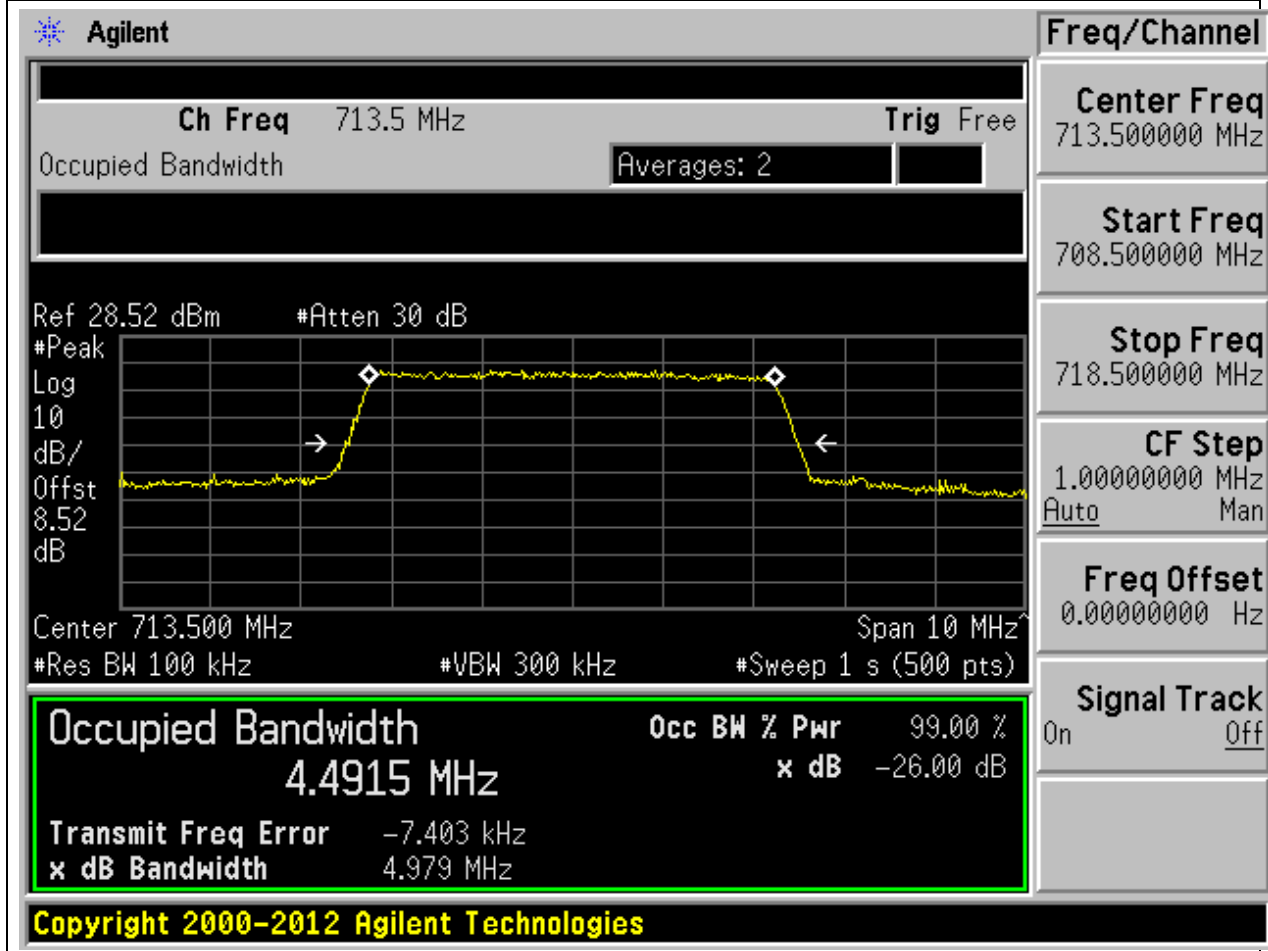 Agilent
Freq/Channel
Ch Freq 713.5 MHz Trig Free
Occupied Bandwidth Averages: 2
Center Freq
713.500000 MHz
Start Freq
708.500000 MHz
Stop Freq
718.500000 MHz
CF Step
1.00000000 MHz
Auto Man
Freq Offset
0.00000000 Hz
Signal Track
On Off
Ref 28.52 dBm #Atten 30 dB
#Peak
Log
10
dB/
Offst
8.52
dB
Center 713.500 MHz Span 10 MHz^
#Res BW 100 kHz #VBW 300 kHz #Sweep 1 s (500 pts)
Occupied Bandwidth Occ BW % Pwr 99.00 %
4.4915 MHz x dB -26.00 dB
Transmit Freq Error -7.403 kHz
x dB Bandwidth 4.979 MHz
Copyright 2000-2012 Agilent Technologies